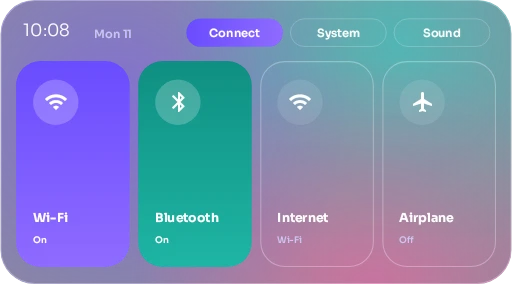 10:08 Mon 11 Connect System Sound
Wi-Fi Bluetooth Internet Airplane
On On Wi-Fi Off